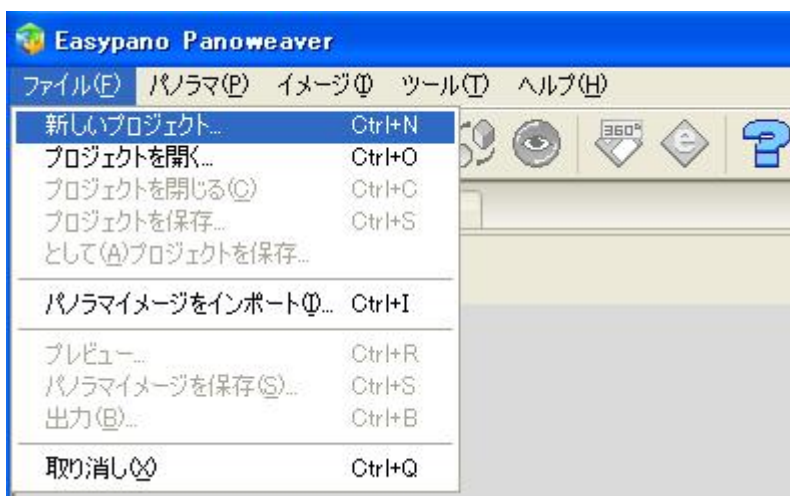 Easypano Panoweaver
ファイル(F) パノラマ(P) イメージ(I) ツール(T) ヘルプ(H)
新しいプロジェクト... Ctrl+N
プロジェクトを開く... Ctrl+O
プロジェクトを閉じる(C) Ctrl+C
プロジェクトを保存... Ctrl+S
として(A)プロジェクトを保存...
パノラマイメージをインポート(I)... Ctrl+I
プレビュー... Ctrl+R
パノラマイメージを保存(S)... Ctrl+S
出力(B)... Ctrl+B
取り消し(X) Ctrl+Q
360°
e
?